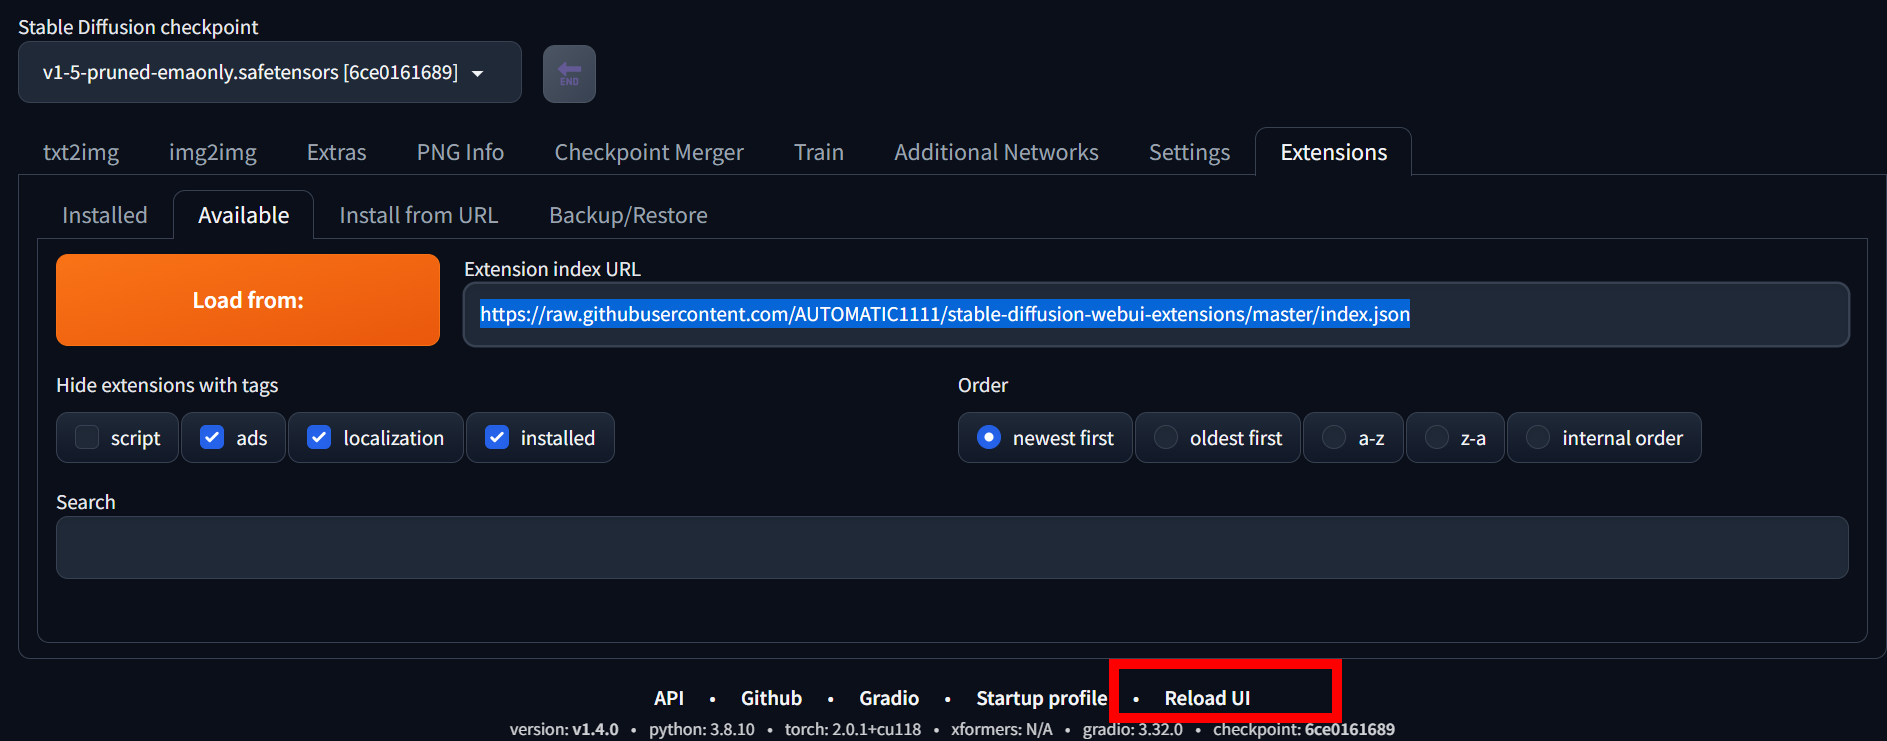 Stable Diffusion checkpoint
v1-5-pruned-emaonly.safetensors [6ce0161689]
END
txt2img img2img Extras PNG Info Checkpoint Merger Train Additional Networks Settings Extensions
Installed Available Install from URL Backup/Restore
Load from:
Extension index URL
https://raw.githubusercontent.com/AUTOMATIC1111/stable-diffusion-webui-extensions/master/index.json
Hide extensions with tags
script ads localization installed
Order
newest first oldest first a-z z-a internal order
Search
API • Github • Gradio • Startup profile • Reload UI
version: v1.4.0 • python: 3.8.10 • torch: 2.0.1+cu118 • xformers: N/A • gradio: 3.32.0 • checkpoint: 6ce0161689